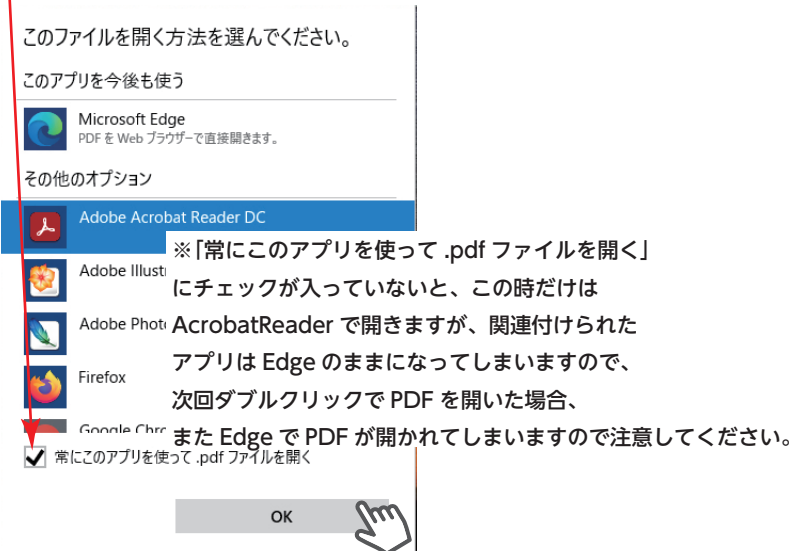 このファイルを開く方法を選んでください。
このアプリを今後も使う
Microsoft Edge
PDF を Web ブラウザーで直接開きます。
その他のオプション
Adobe Acrobat Reader DC
Adobe Illust
Adobe Phot
Firefox
Google Chrc
※「常にこのアプリを使って .pdf ファイルを開く」
にチェックが入っていないと、この時だけは
AcrobatReader で開きますが、関連付けられた
アプリは Edge のままになってしまいますので、
次回ダブルクリックで PDF を開いた場合、
また Edge で PDF が開かれてしまいますので注意してください。
常にこのアプリを使って .pdf ファイルを開く
OK